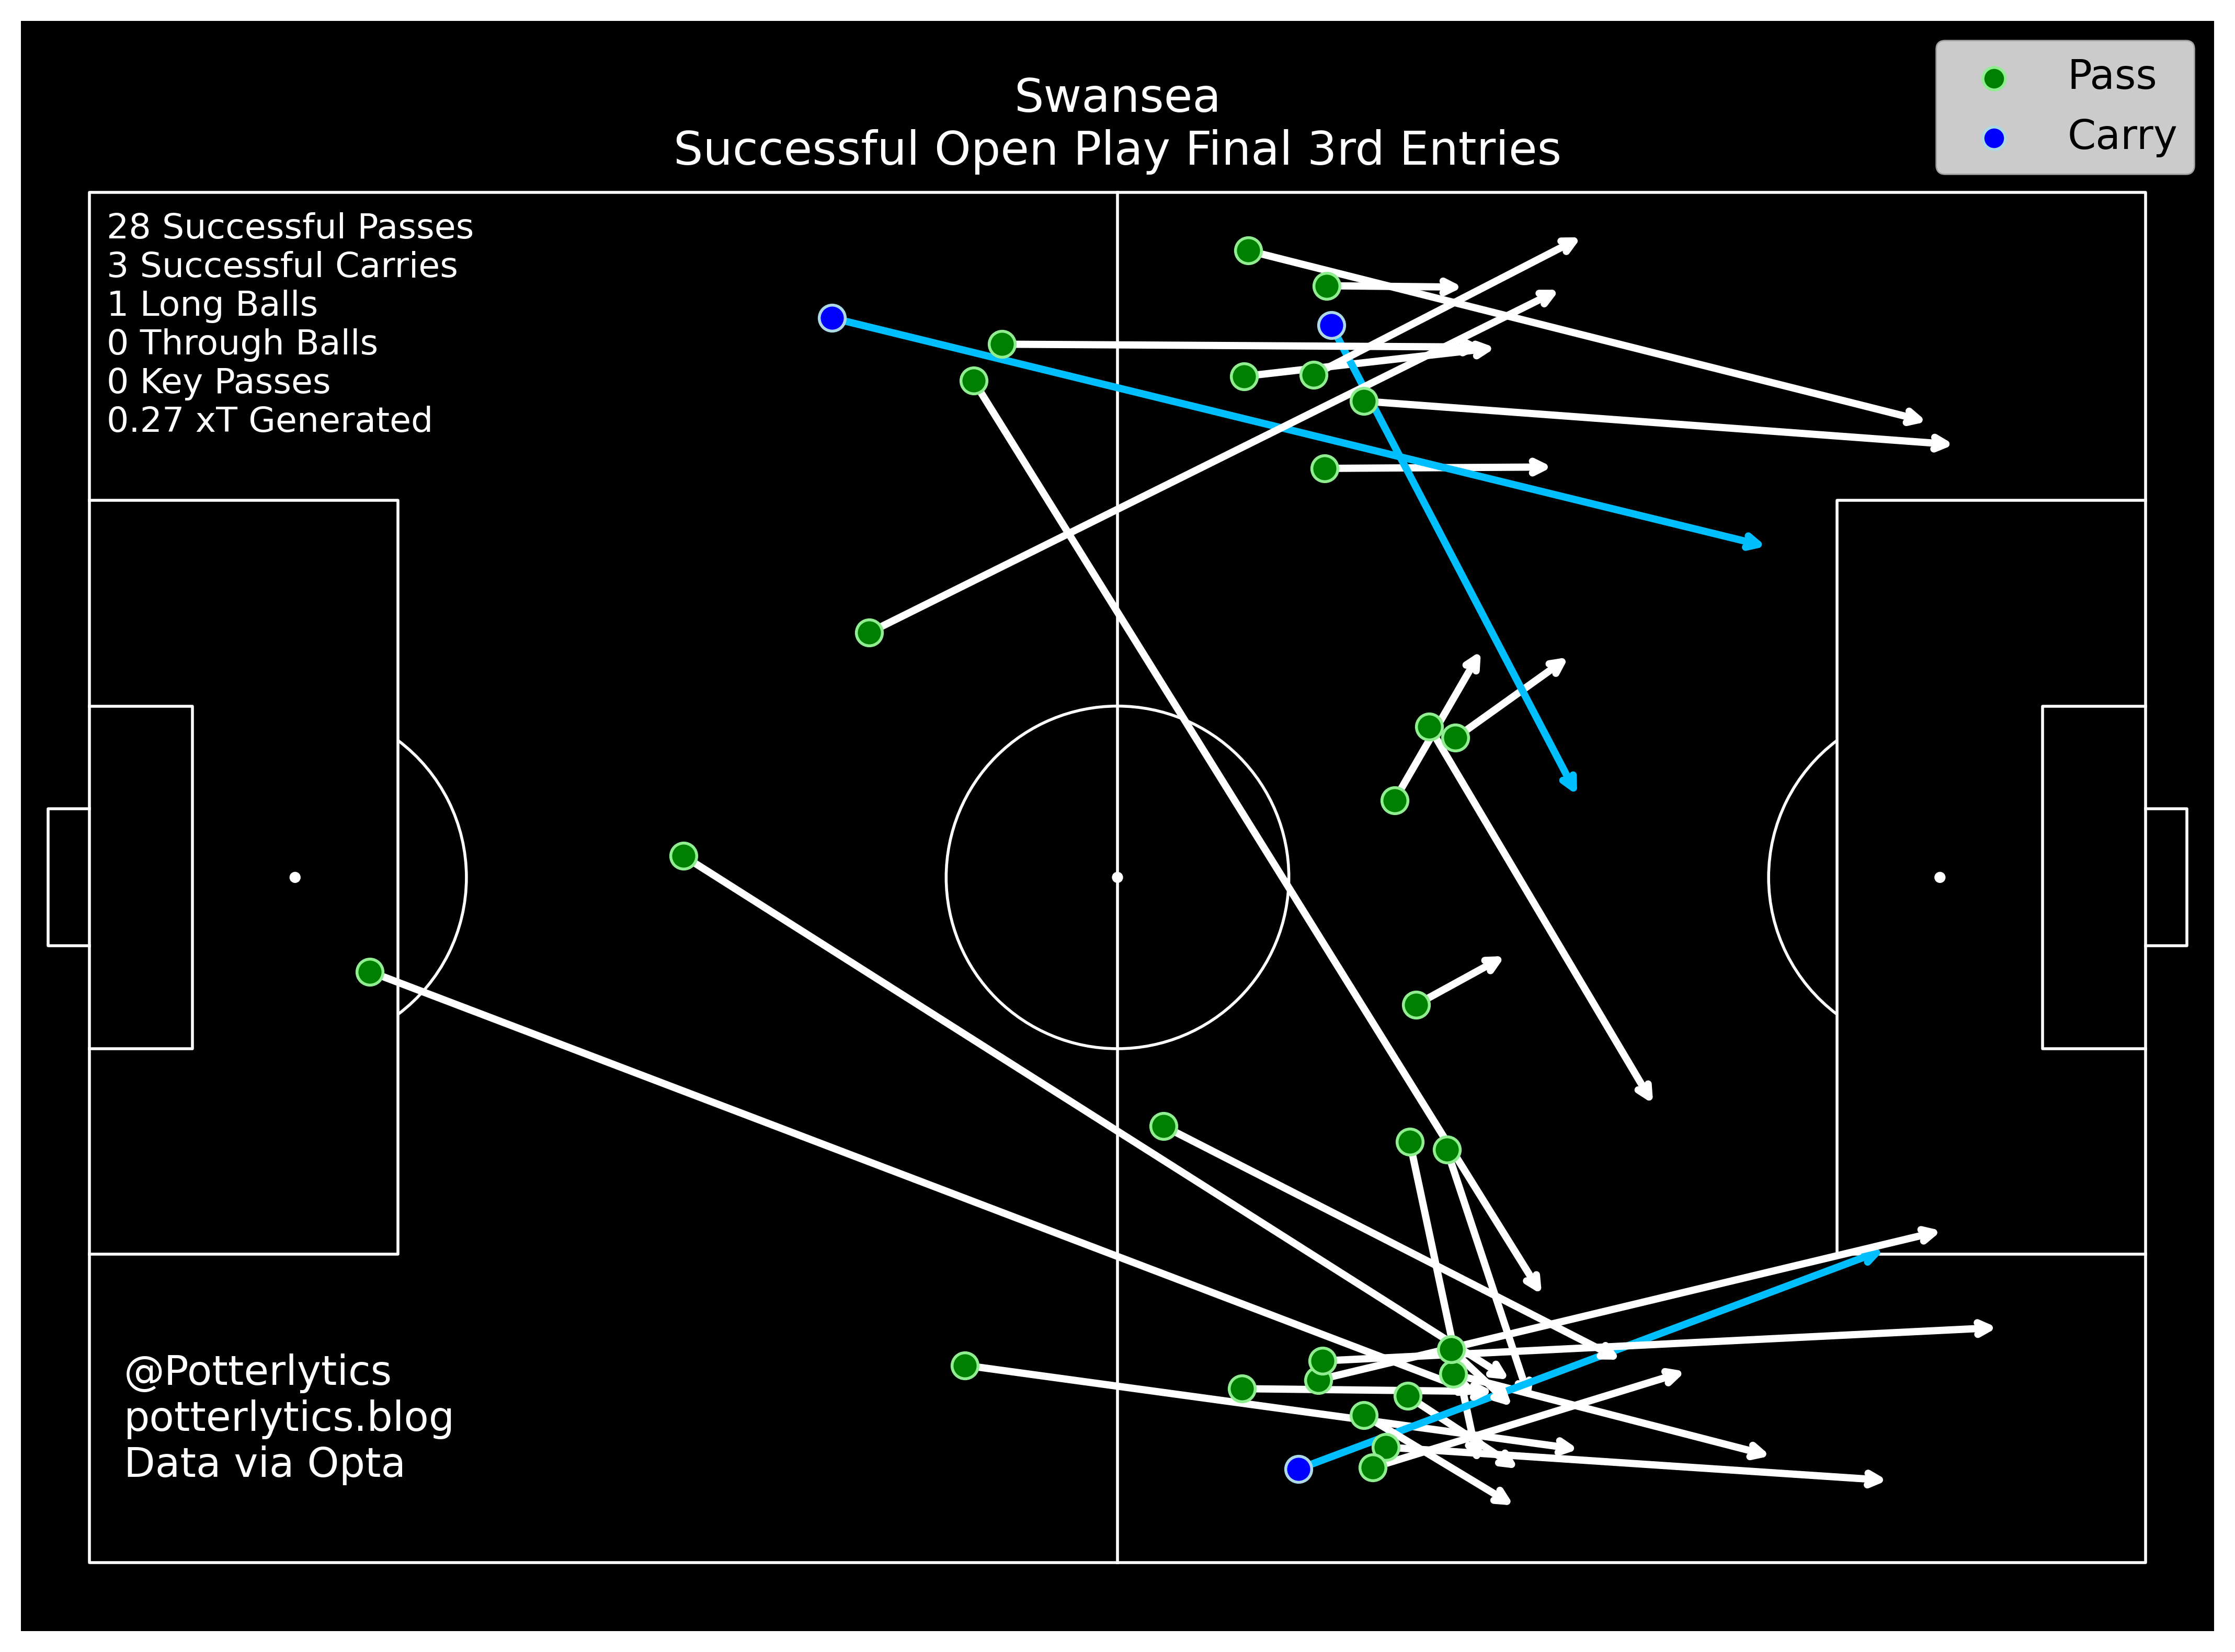 Swansea
Successful Open Play Final 3rd Entries
Pass
Carry
28 Successful Passes
3 Successful Carries
1 Long Balls
0 Through Balls
0 Key Passes
0.27 xT Generated
@Potterlytics
potterlytics.blog
Data via Opta